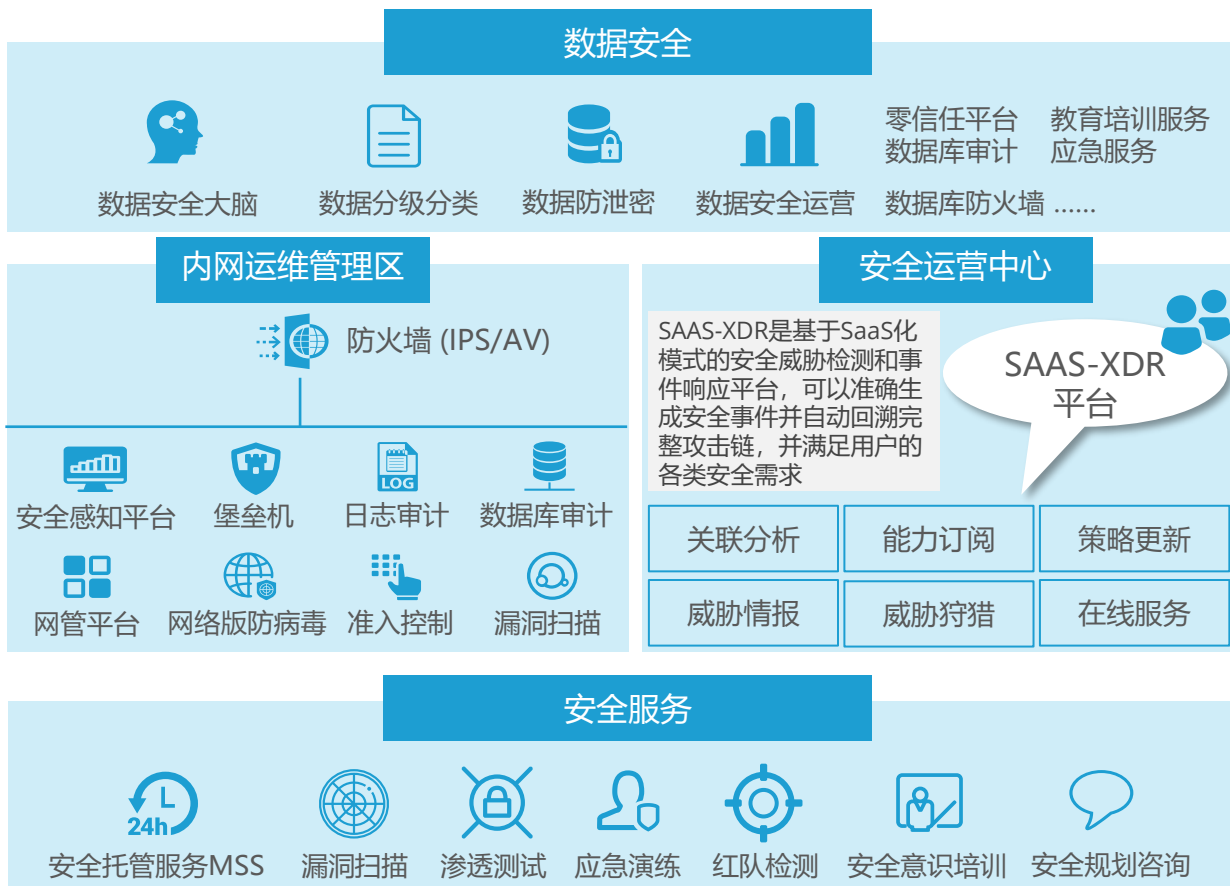 数据安全
零信任平台 教育培训服务
数据库审计 应急服务
数据安全大脑 数据分级分类 数据防泄密 数据安全运营 数据库防火墙 ......
内网运维管理区
防火墙 (IPS/AV)
LOG
安全感知平台 堡垒机 日志审计 数据库审计
网管平台 网络版防病毒 准入控制 漏洞扫描
安全运营中心
SAAS-XDR是基于SaaS化
模式的安全威胁检测和事
件响应平台，可以准确生
成安全事件并自动回溯完
整攻击链，并满足用户的
各类安全需求
SAAS-XDR
平台
关联分析 能力订阅 策略更新
威胁情报 威胁狩猎 在线服务
安全服务
24h
安全托管服务MSS 漏洞扫描 渗透测试 应急演练 红队检测 安全意识培训 安全规划咨询